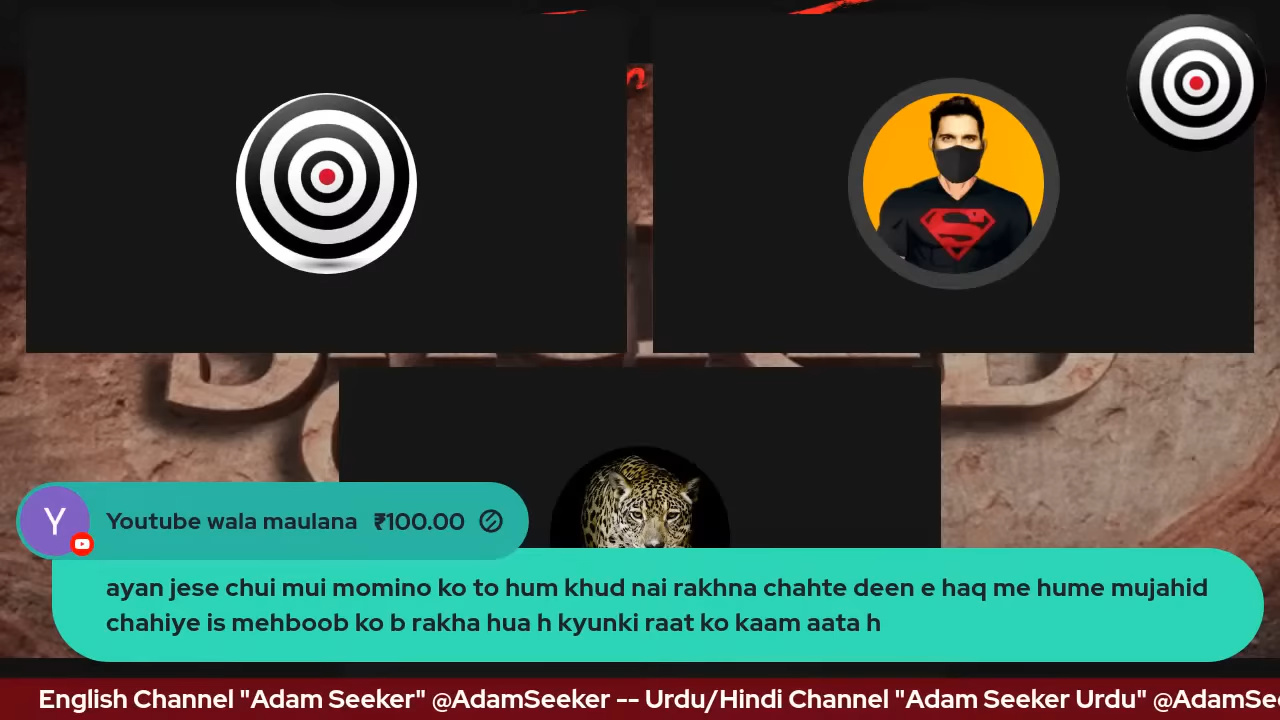 Youtube wala maulana ₹100.00
ayan jese chui mui momino ko to hum khud nai rakhna chahte deen e haq me hume mujahid
chahiye is mehboob ko b rakha hua h kyunki raat ko kaam aata h
English Channel "Adam Seeker" @AdamSeeker -- Urdu/Hindi Channel "Adam Seeker Urdu" @AdamSee